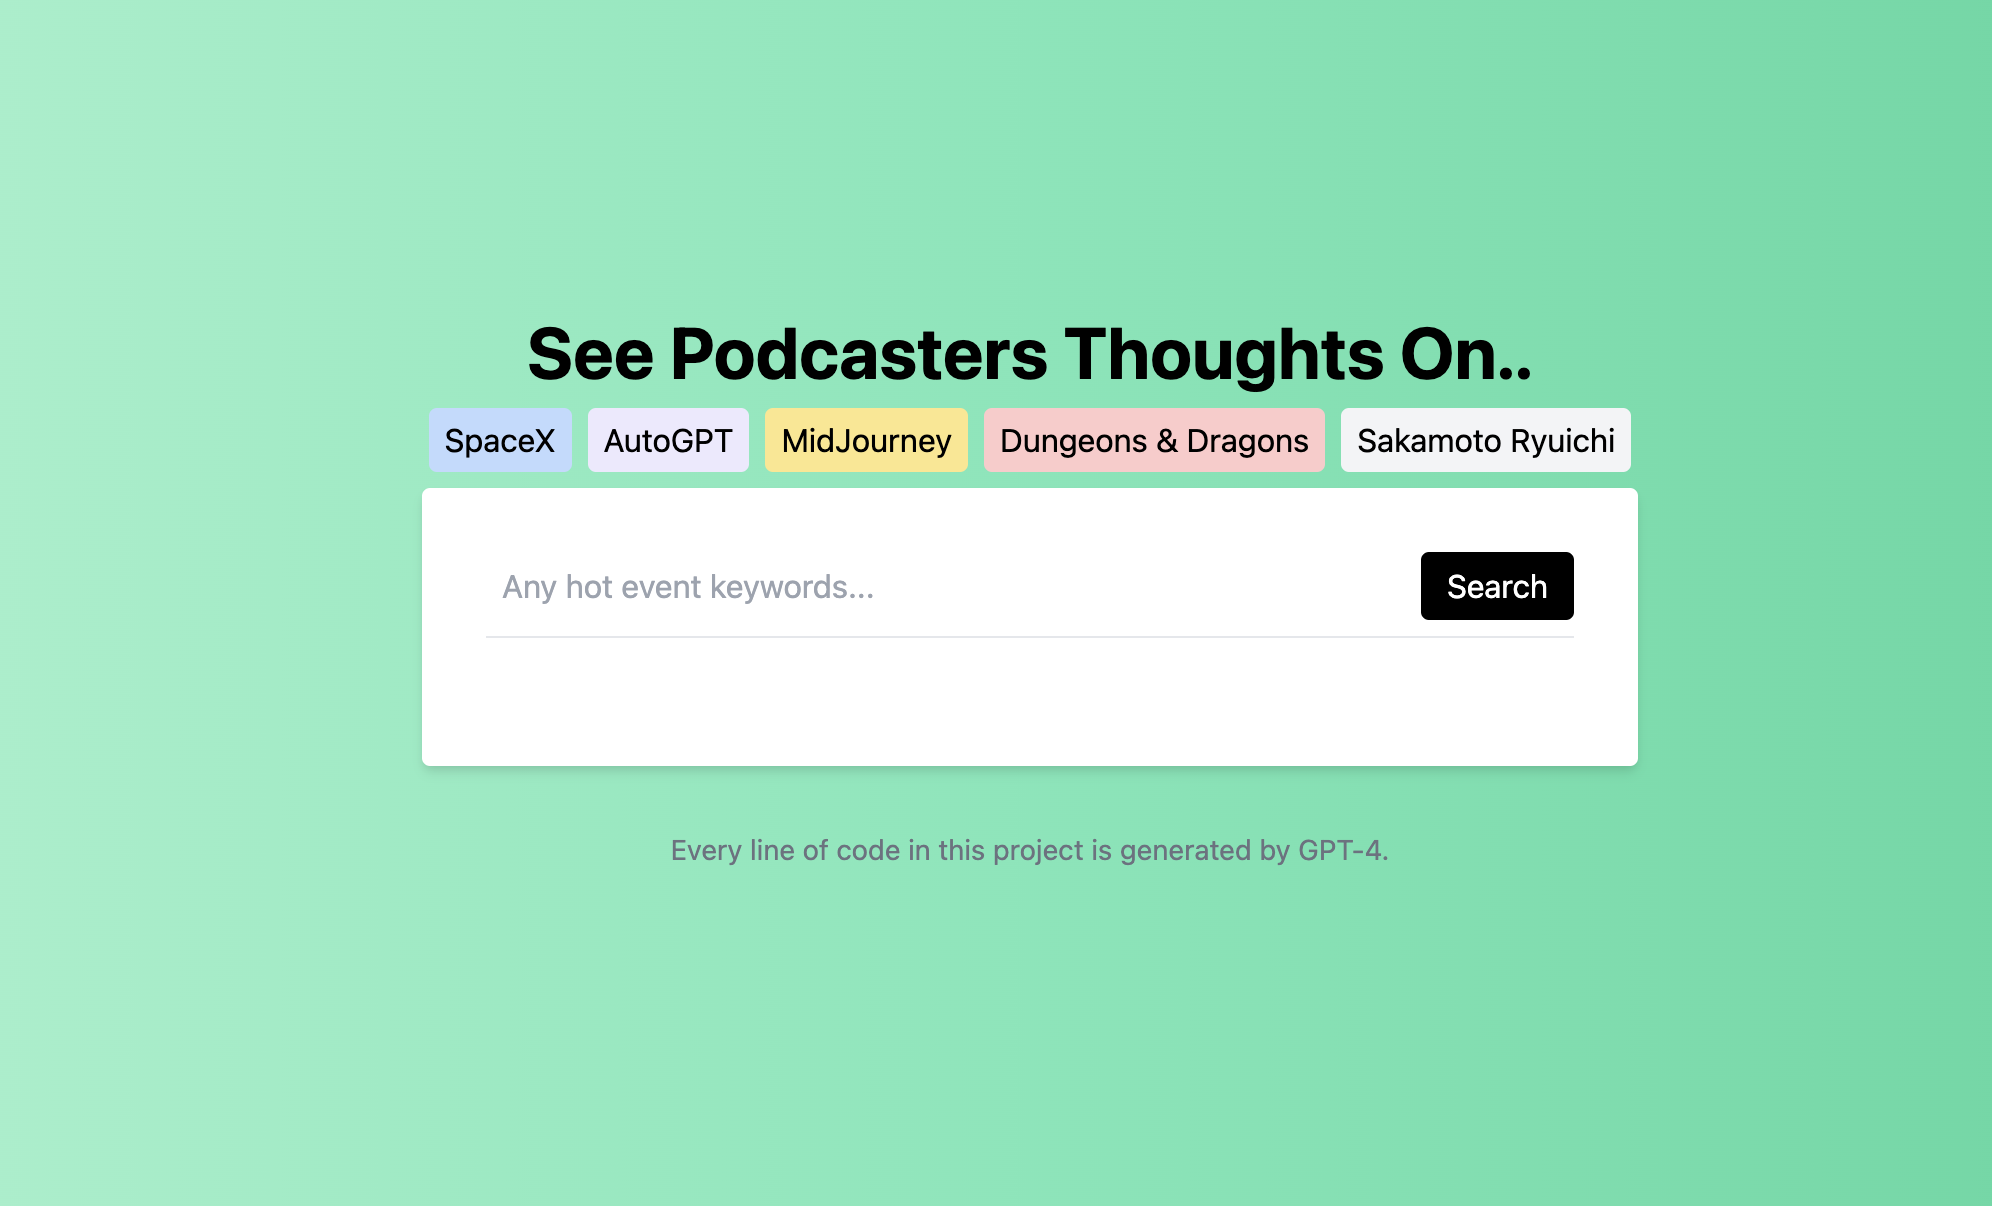 See Podcasters Thoughts On..
SpaceX AutoGPT MidJourney Dungeons & Dragons Sakamoto Ryuichi
Any hot event keywords... Search
Every line of code in this project is generated by GPT-4.